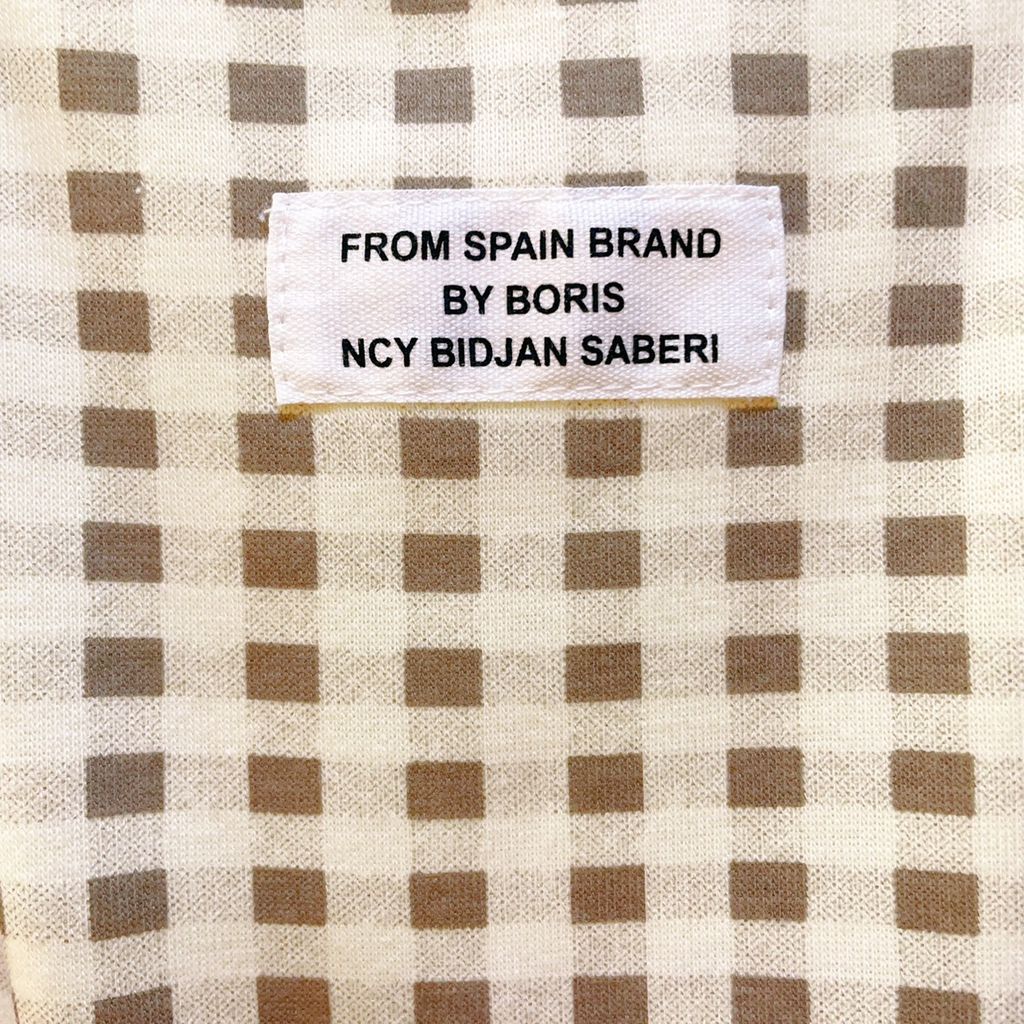 FROM SPAIN BRAND
BY BORIS
NCY BIDJAN SABERI